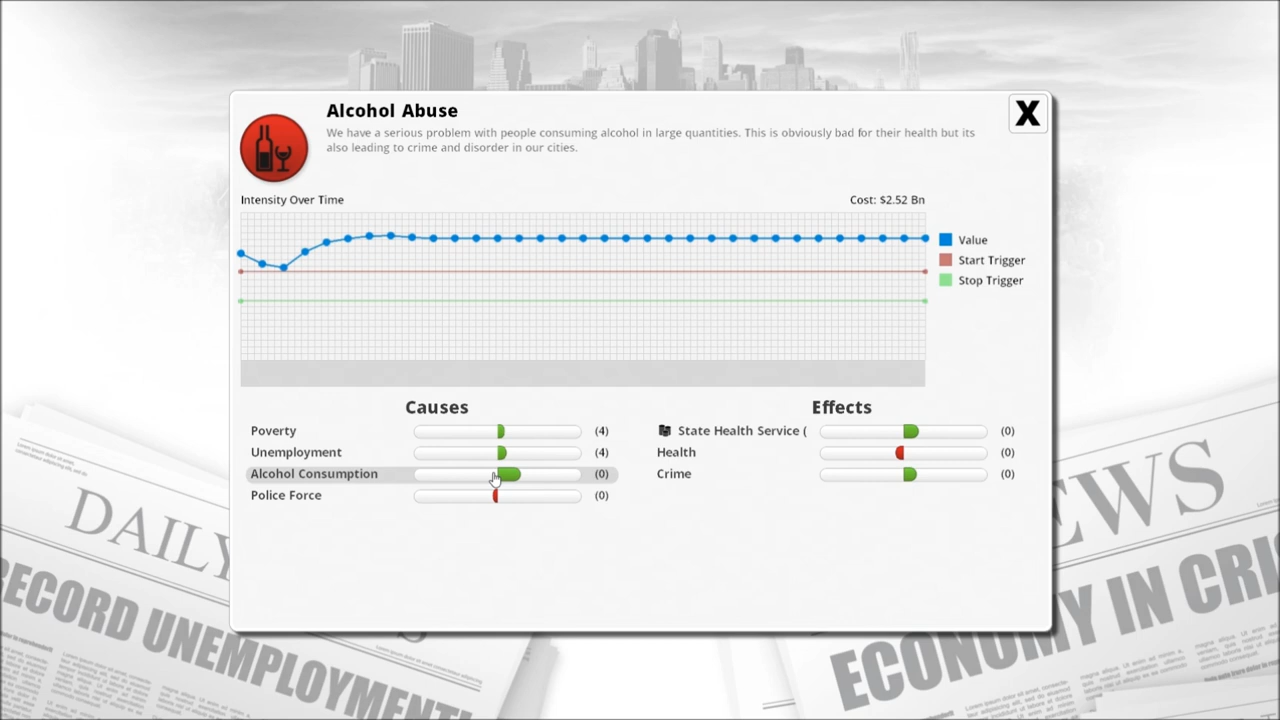 Alcohol Abuse
X
We have a serious problem with people consuming alcohol in large quantities. This is obviously bad for their health but its
also leading to crime and disorder in our cities.
Intensity Over Time
Cost: $2.52 Bn
Value
Start Trigger
Stop Trigger
Causes
Poverty (4)
Unemployment (4)
Alcohol Consumption (0)
Police Force (0)
Effects
State Health Service ( (0)
Health (0)
Crime (0)
DAILY
RECORD UNEMPLOYMENT
EWS
ECONOMY IN CRI